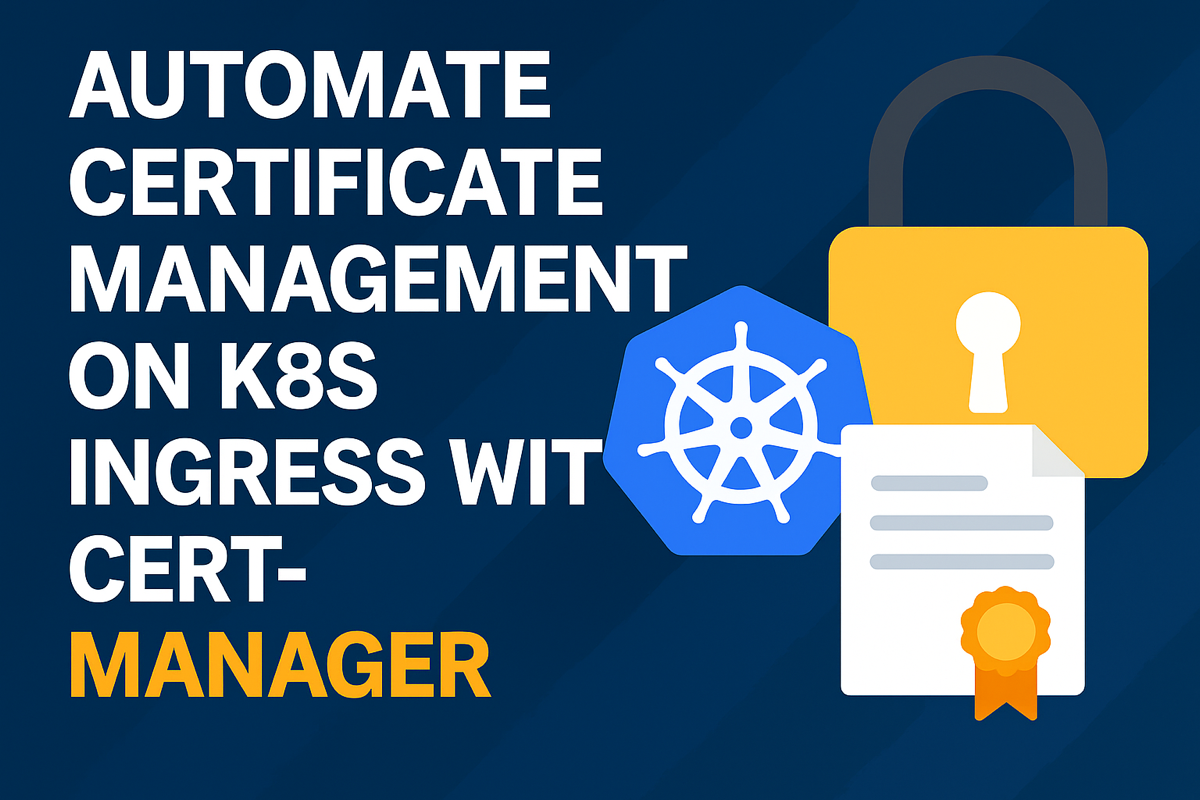 AUTOMATE
CERTIFICATE
MANAGEMENT
ON K8S
INGRESS WIT
CERT-
MANAGER